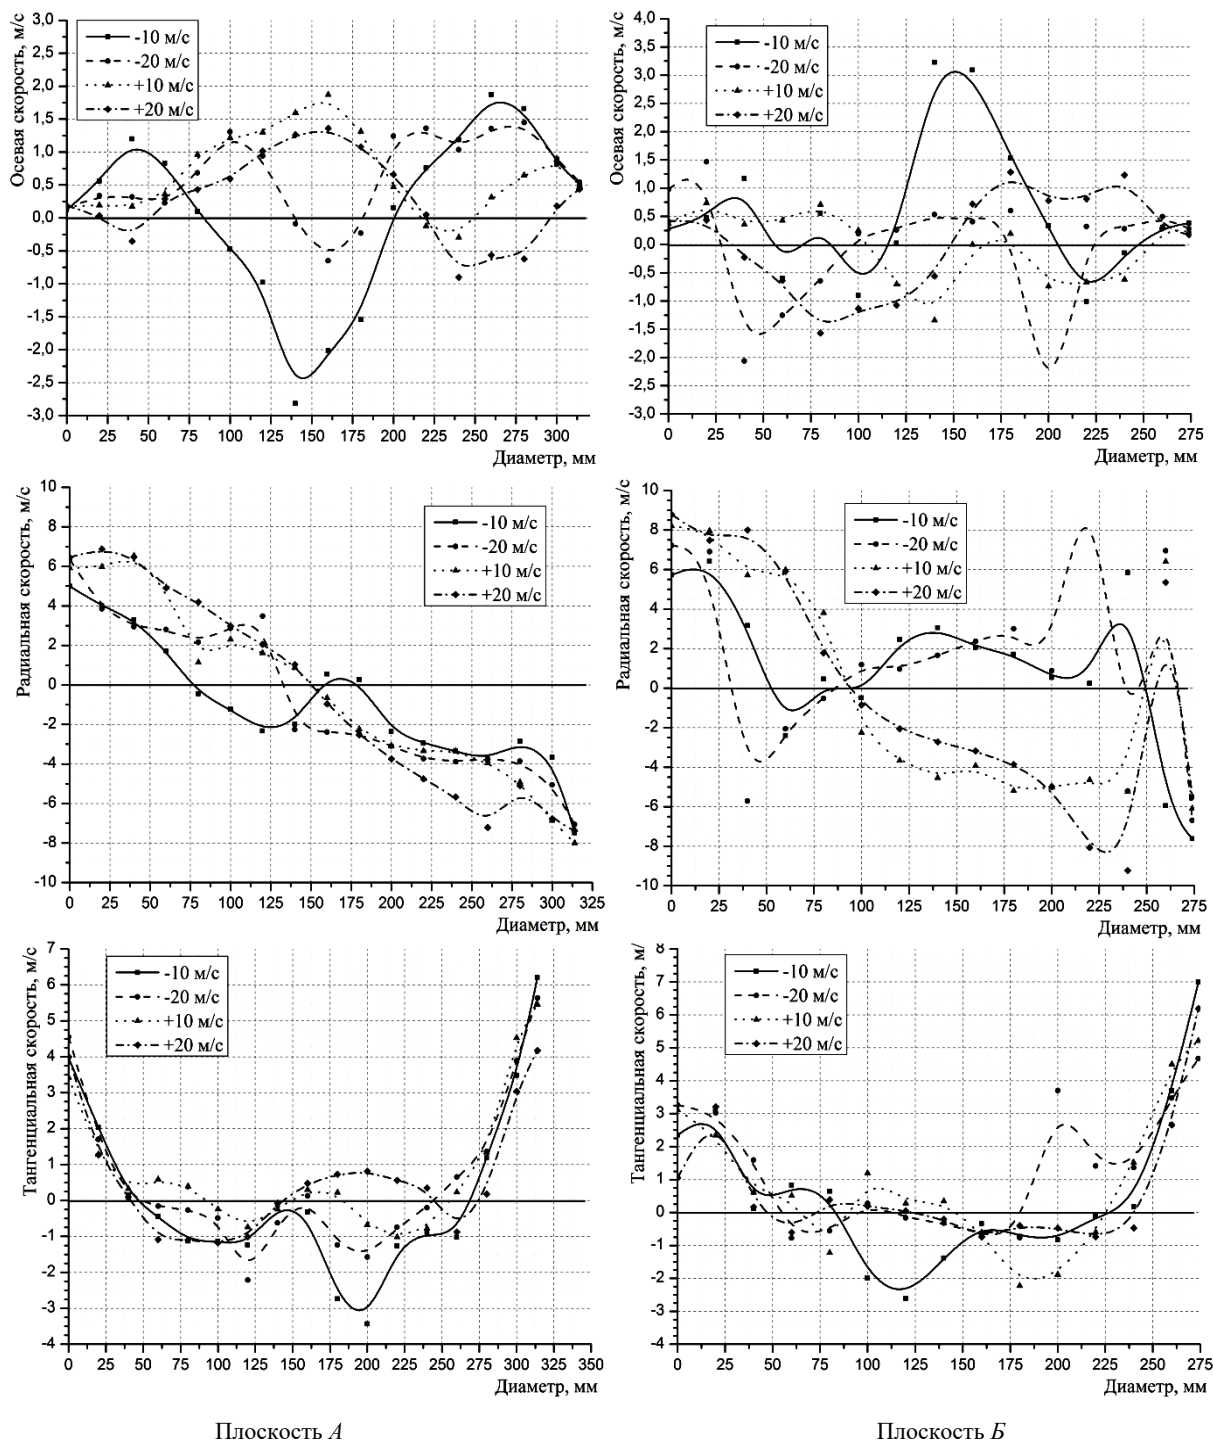 Осевая скорость, м/с
3,0
2,5
2,0
1,5
1,0
0,5
0,0
-0,5
-1,0
-1,5
-2,0
-2,5
-3,0
-10 м/с
-20 м/с
+10 м/с
+20 м/с
0 25 50 75 100 125 150 175 200 225 250 275 300
Диаметр, мм
Осевая скорость, м/с
4,0
3,5
3,0
2,5
2,0
1,5
1,0
0,5
0,0
-0,5
-1,0
-1,5
-2,0
-2,5
3,0
-10 м/с
-20 м/с
+10 м/с
+20 м/с
0 25 50 75 100 125 150 175 200 225 250 275
Диаметр, мм
Радиальная скорость, м/с
10
8
6
4
2
0
-2
-4
-6
-8
-10
-10 м/с
-20 м/с
+10 м/с
+20 м/с
0 25 50 75 100 125 150 175 200 225 250 275 300 325
Диаметр, мм
Радиальная скорость, м/с
10
8
6
4
2
0
-2
-4
-6
-8
-10
-10 м/с
-20 м/с
+10 м/с
+20 м/с
0 25 50 75 100 125 150 175 200 225 250 275
Диаметр, мм
Тангенциальная скорость, м/с
7
6
5
4
3
2
1
0
-1
-2
-3
-4
-10 м/с
-20 м/с
+10 м/с
+20 м/с
0 25 50 75 100 125 150 175 200 225 250 275 300 325 350
Диаметр, мм
Тангенциальная скорость, м/
8
7
6
5
4
3
2
1
0
-1
-2
-3
-4
-10 м/с
-20 м/с
+10 м/с
+20 м/с
0 25 50 75 100 125 150 175 200 225 250 275
Диаметр, мм
Плоскость А
Плоскость Б